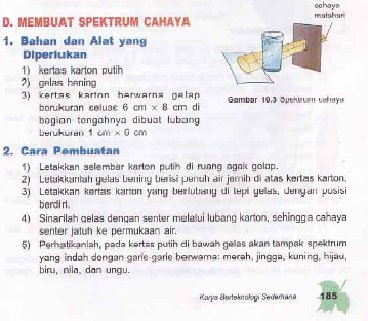 cahaya
matahari
D. MEMBUAT SPEKTRUM CAHAYA
1. Bahan dan Alat yang
Diperlukan
1) kertas karton putih
2) gelas bening
3) kertas karton berwarna gelap
berukuran seluas 6 cm × 8 cm di
bagian tengahnya dibuat lubang
berukuran 1 cm × 6 cm
Gambar 10.3 Spektrum cahaya
2. Cara Pembuatan
1) Letakkan selembar karton putih di ruang agak gelap.
2) Letakkanlah gelas bening berisi penuh air jernih di atas kertas karton.
3) Letakkan kertas karton yang berlubang di tepi gelas, dengan posisi
berdiri.
4) Sinarilah gelas dengan senter melalui lubang karton, sehingga cahaya
senter jatuh ke permukaan air.
5) Perhatikanlah, pada kertas putih di bawah gelas akan tampak spektrum
yang indah dengan garis-garis berwarna: merah, jingga, kuning, hijau,
biru, nila, dan ungu.
Karya Berteknologi Sederhana
185